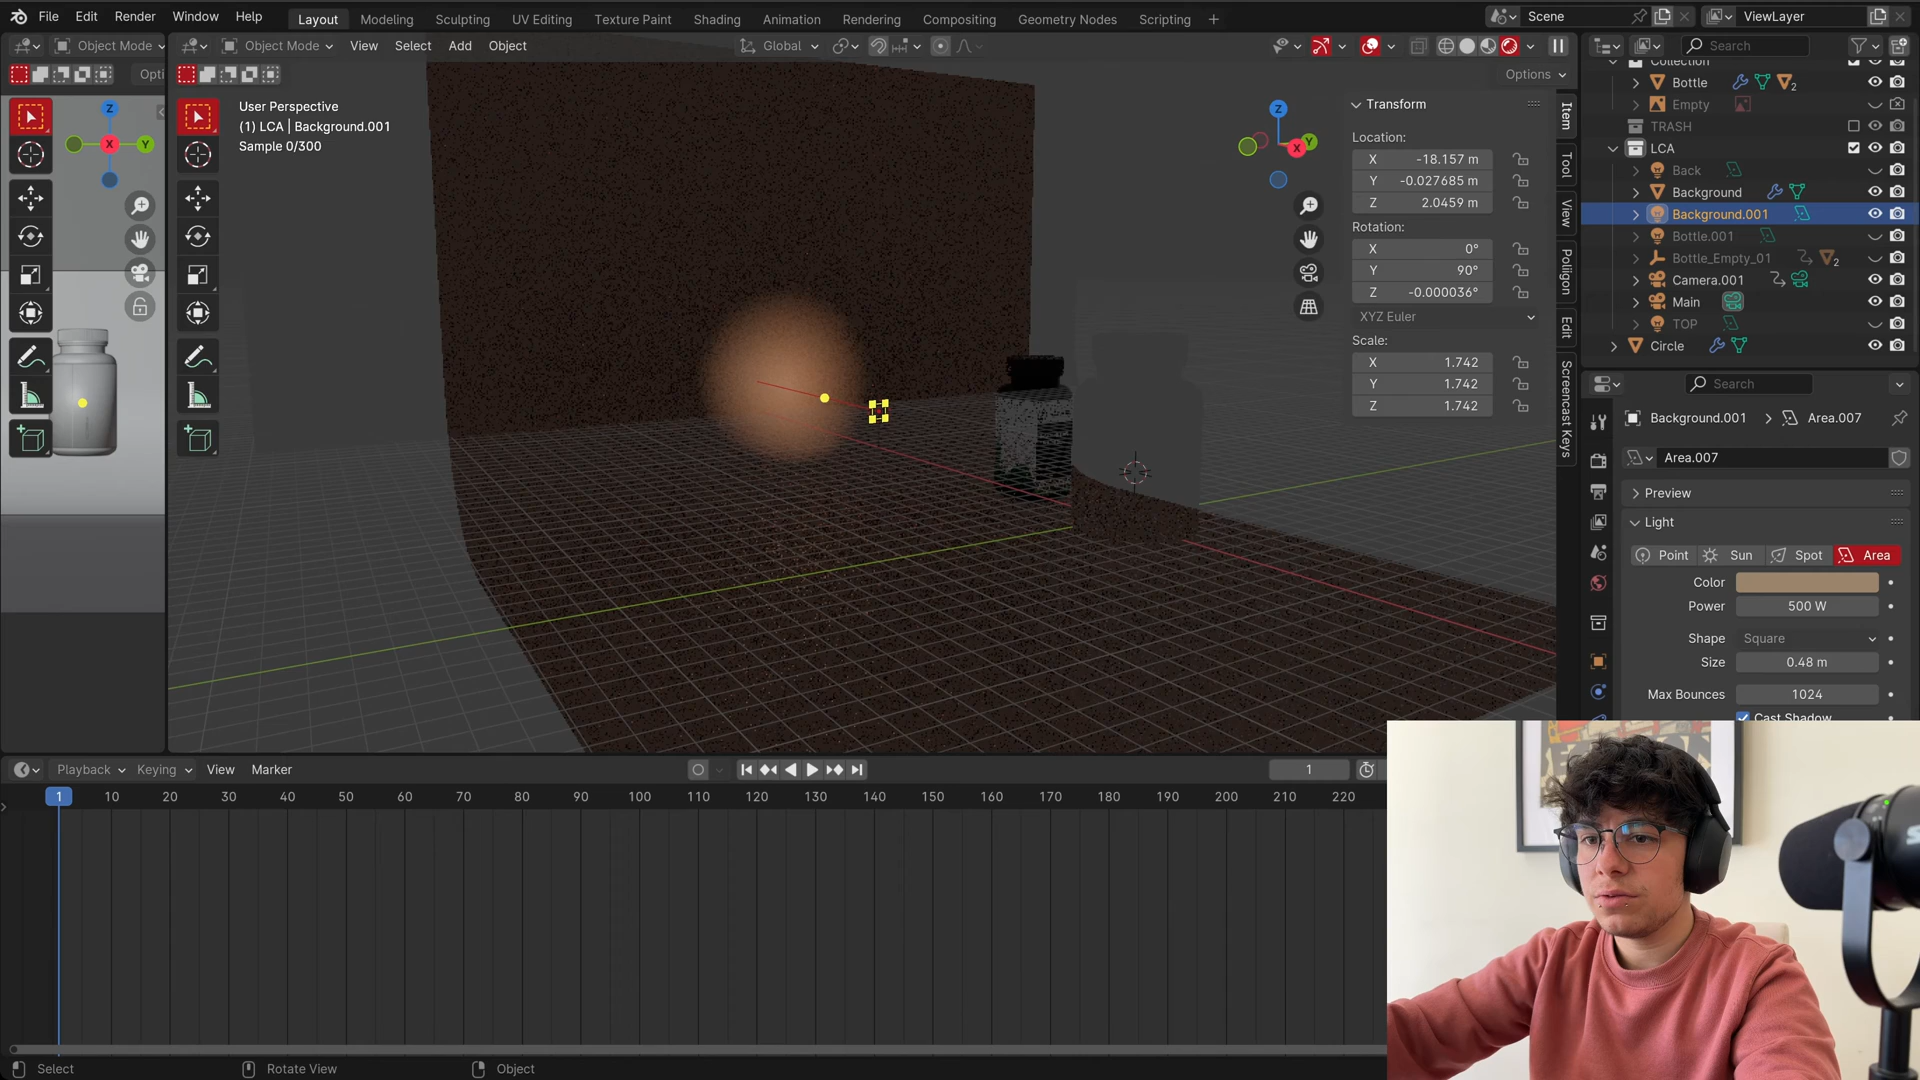 File Edit Render Window Help Layout Modeling Sculpting UV Editing Texture Paint Shading Animation Rendering Compositing Geometry Nodes Scripting + Scene ViewLayer
Object Mode Object Mode View Select Add Object Global Search
Opti Options
User Perspective
(1) LCA | Background.001
Sample 0/300
Z
X
Y
Z
X
Y
Transform
Location:
X -18.157 m
Y -0.027685 m
Z 2.0459 m
Rotation:
X 0°
Y 90°
Z -0.000036°
XYZ Euler
Scale:
X 1.742
Y 1.742
Z 1.742
Item
Tool
View
Poliigon
Edit
Screencast Keys
Collection
Bottle 2
Empty
TRASH
LCA
Back
Background
Background.001
Bottle.001
Bottle_Empty_01 2
Camera.001
Main
TOP
Circle
Search
Background.001 > Area.007
Area.007
Preview
Light
Point Sun Spot Area
Color
Power 500 W
Shape Square
Size 0.48 m
Max Bounces 1024
Cast Shadow
Playback Keying View Marker 1
1 10 20 30 40 50 60 70 80 90 100 110 120 130 140 150 160 170 180 190 200 210 220
Select Rotate View Object